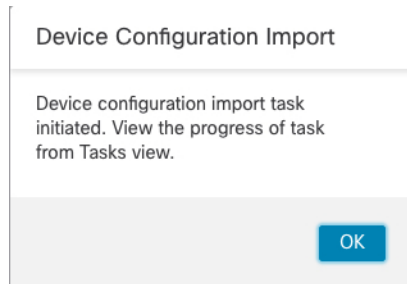 Device Configuration Import
Device configuration import task
initiated. View the progress of task
from Tasks view.
OK